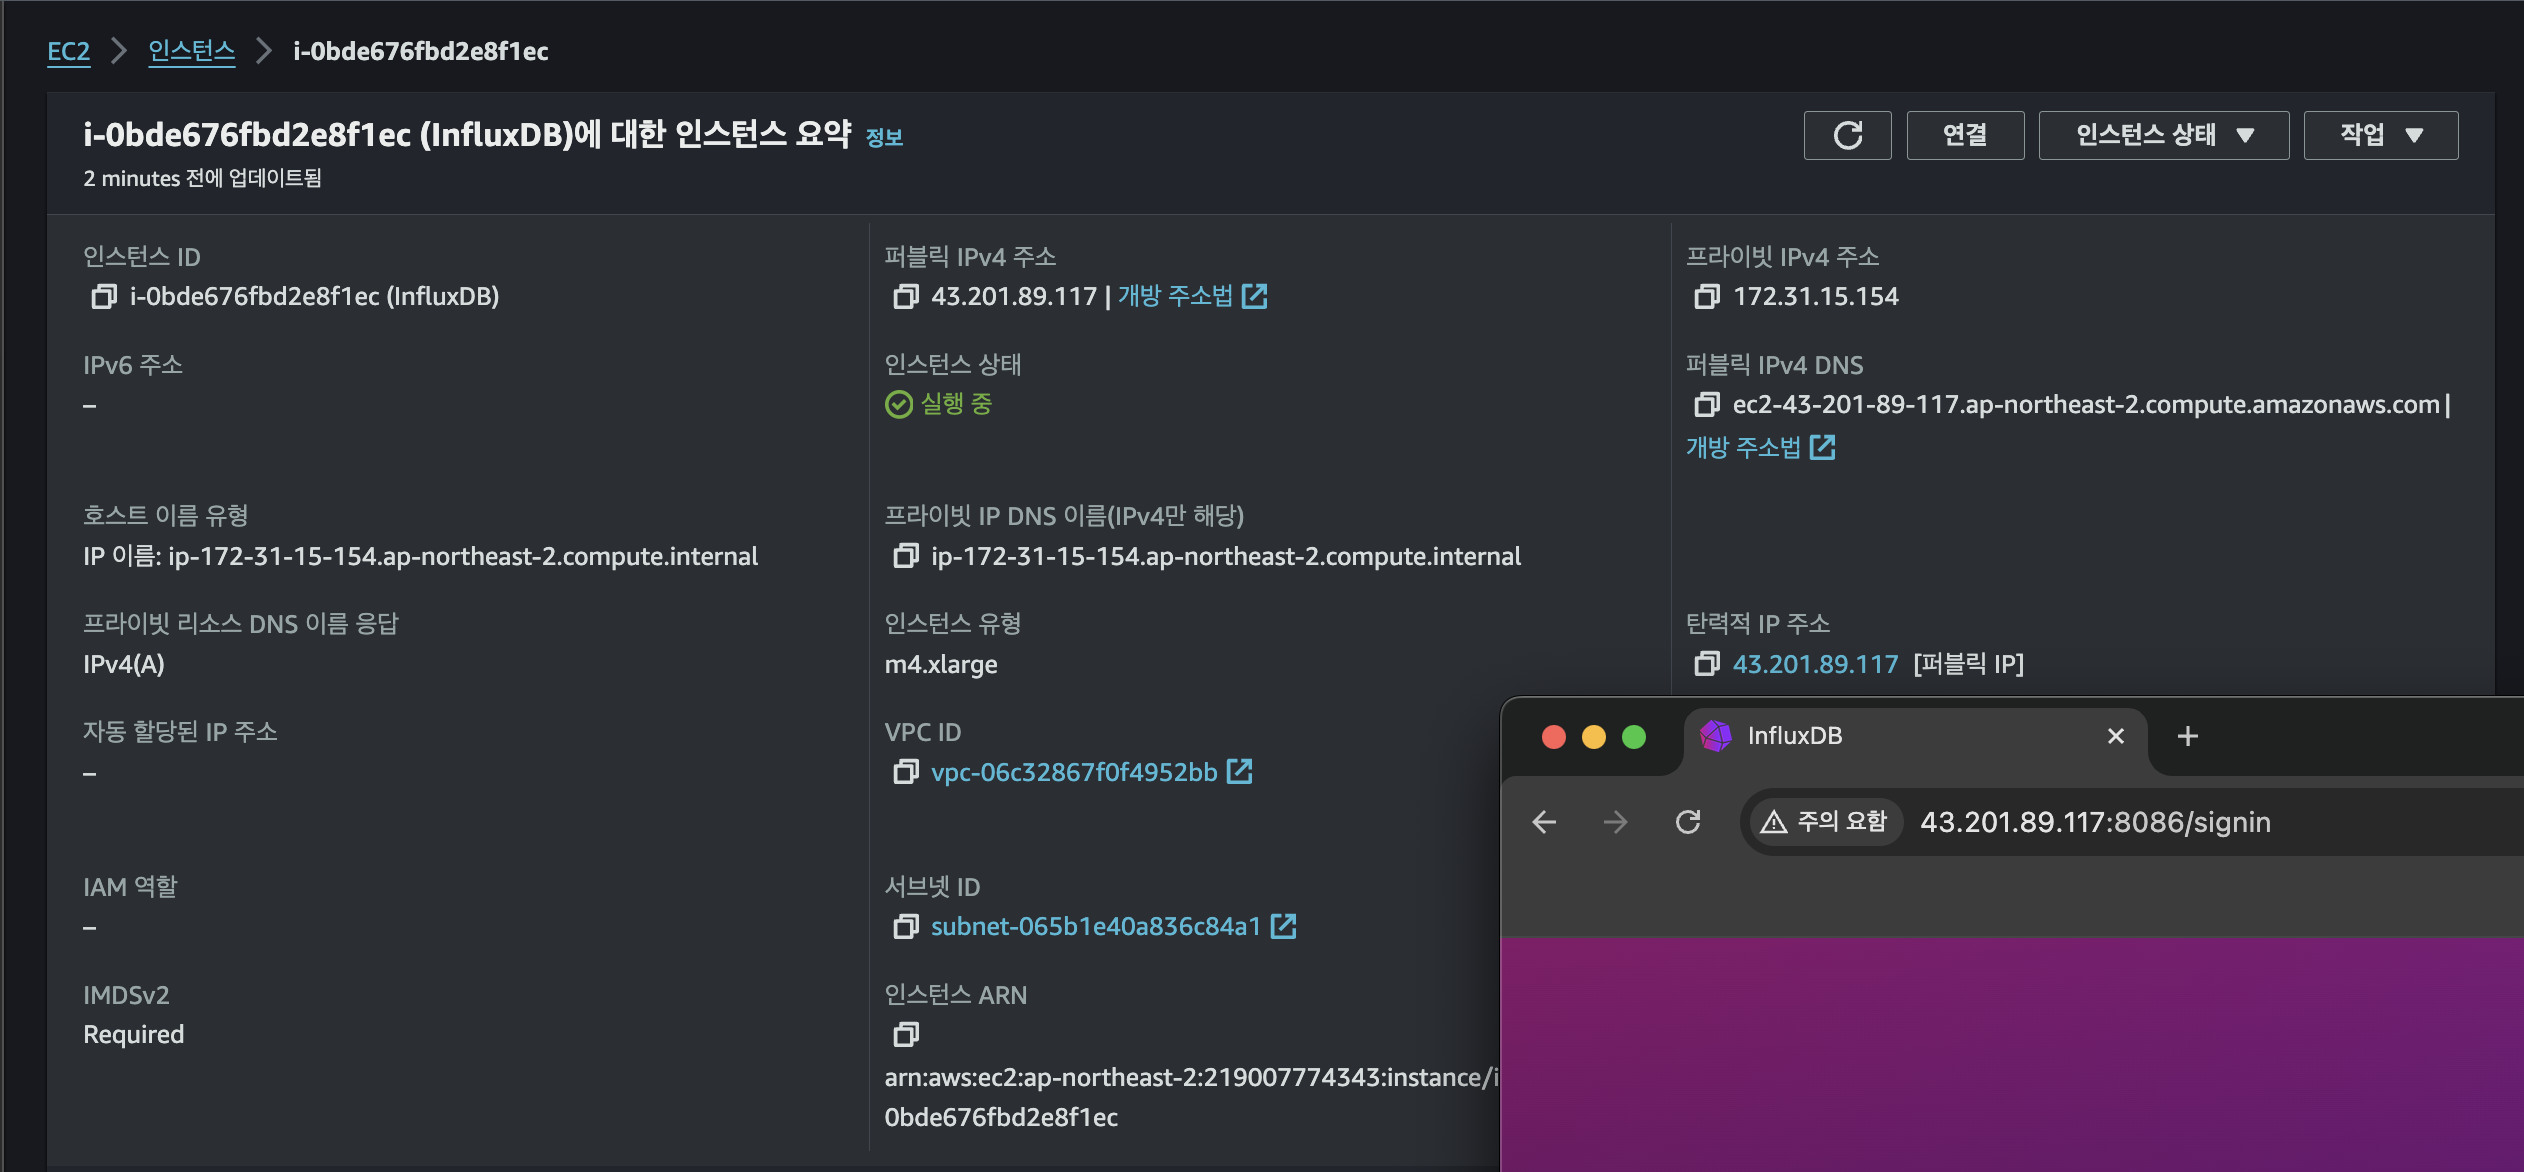 EC2 > 인스턴스 > i-0bde676fbd2e8f1ec
i-0bde676fbd2e8f1ec (InfluxDB)에 대한 인스턴스 요약 정보
2 minutes 전에 업데이트됨
연결
인스턴스 상태
작업
인스턴스 ID
i-0bde676fbd2e8f1ec (InfluxDB)
퍼블릭 IPv4 주소
43.201.89.117 | 개방 주소법
프라이빗 IPv4 주소
172.31.15.154
IPv6 주소
–
인스턴스 상태
실행 중
퍼블릭 IPv4 DNS
ec2-43-201-89-117.ap-northeast-2.compute.amazonaws.com |
개방 주소법
호스트 이름 유형
IP 이름: ip-172-31-15-154.ap-northeast-2.compute.internal
프라이빗 IP DNS 이름(IPv4만 해당)
ip-172-31-15-154.ap-northeast-2.compute.internal
프라이빗 리소스 DNS 이름 응답
IPv4(A)
인스턴스 유형
m4.xlarge
탄력적 IP 주소
43.201.89.117 [퍼블릭 IP]
자동 할당된 IP 주소
–
VPC ID
vpc-06c32867f0f4952bb
IAM 역할
–
서브넷 ID
subnet-065b1e40a836c84a1
IMDSv2
Required
인스턴스 ARN
arn:aws:ec2:ap-northeast-2:219007774343:instance/i
0bde676fbd2e8f1ec
InfluxDB
주의 요함 43.201.89.117:8086/signin